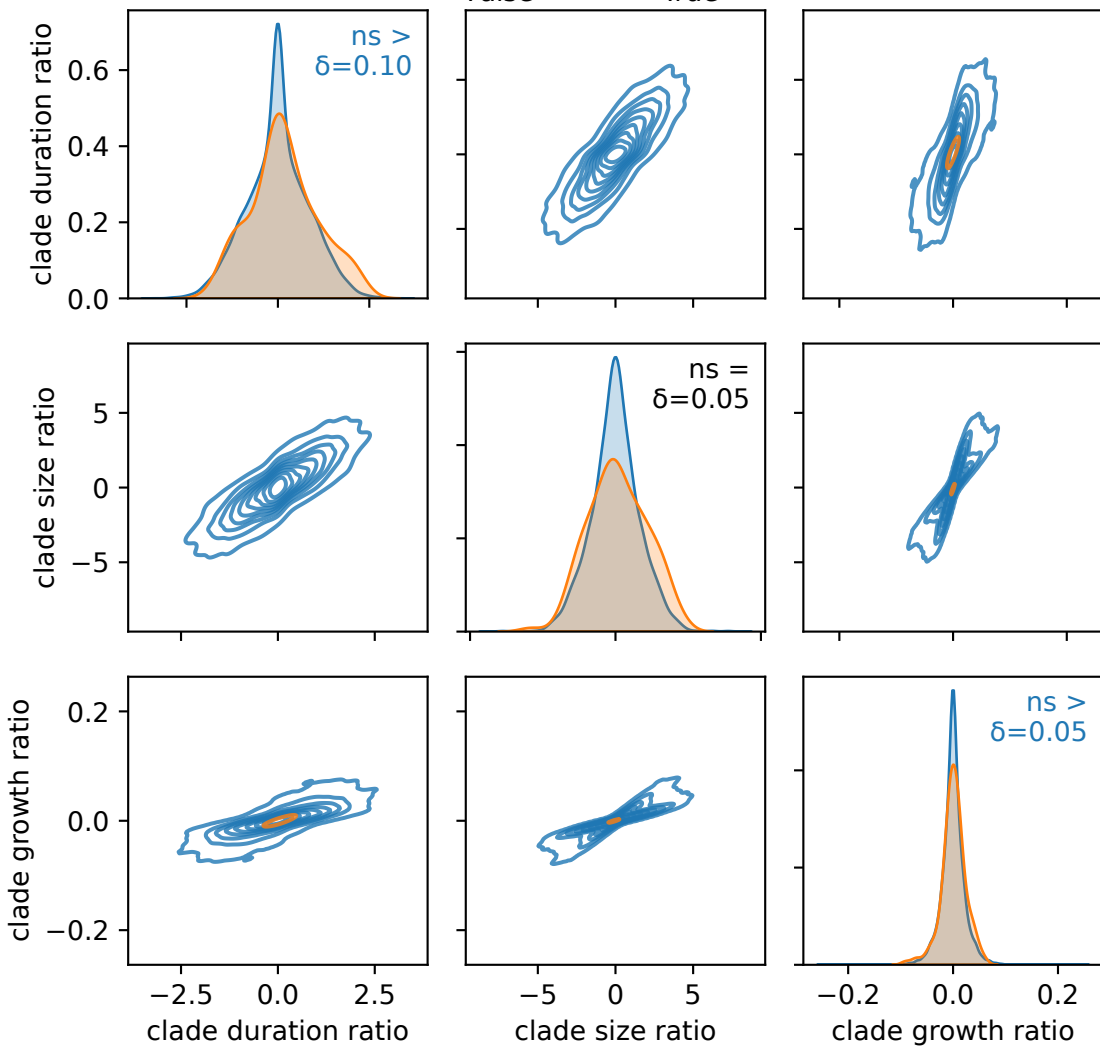 clade duration ratio
0.6
0.4
0.2
0.0
ns >
δ=0.10
clade size ratio
5
0
−5
ns =
δ=0.05
clade growth ratio
0.2
0.0
−0.2
ns >
δ=0.05
−2.5 0.0 2.5
−5 0 5
−0.2 0.0 0.2
clade duration ratio
clade size ratio
clade growth ratio